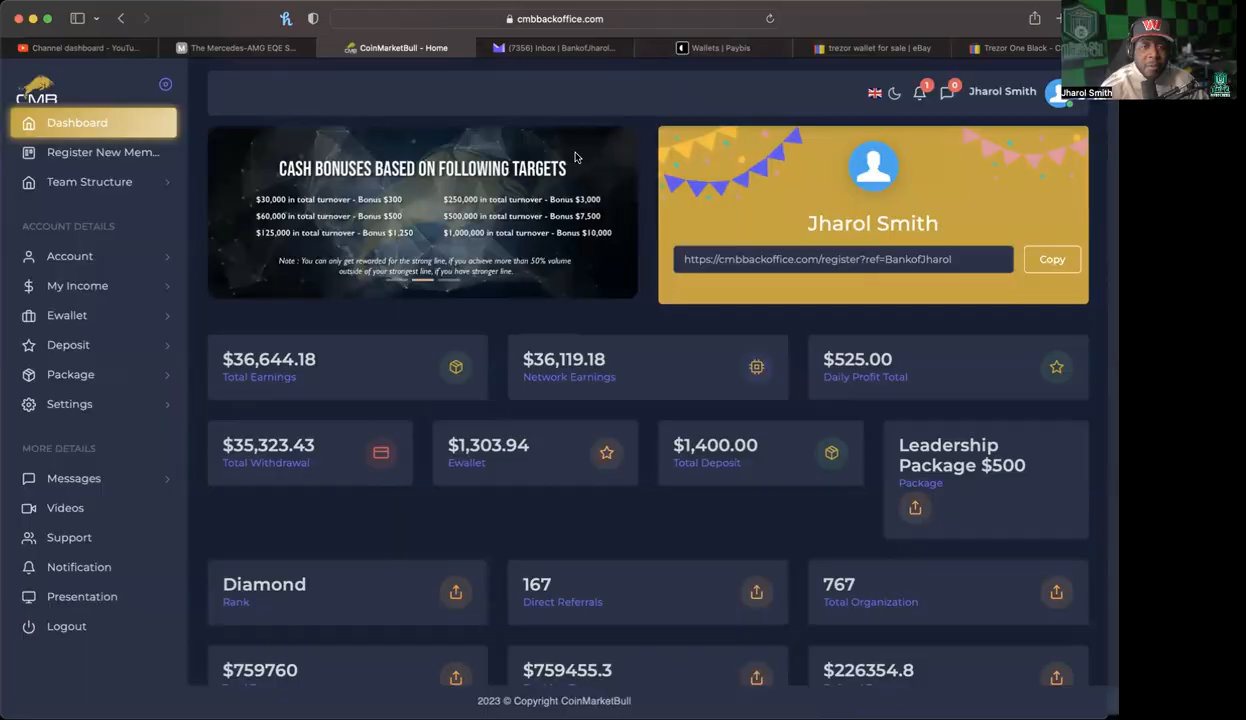 cmbbackoffice.com
Channel dashboard - YouTu...
The Mercedes-AMG EQE S...
CoinMarketBull - Home
(7356) Inbox | BankofJharol...
Wallets | Paybis
trezor wallet for sale | eBay
Trezor One Black - C
Jharol Smith
CMB
Dashboard
Register New Mem...
Team Structure
ACCOUNT DETAILS
Account
My Income
Ewallet
Deposit
Package
Settings
MORE DETAILS
Messages
Videos
Support
Notification
Presentation
Logout
1
0
Jharol Smith
CASH BONUSES BASED ON FOLLOWING TARGETS
$30,000 in total turnover - Bonus $300
$250,000 in total turnover - Bonus $3,000
$60,000 in total turnover - Bonus $500
$500,000 in total turnover - Bonus $7,500
$125,000 in total turnover - Bonus $1,250
$1,000,000 in total turnover - Bonus $10,000
Note : You can only get rewarded for the strong line, if you achieve more than 50% volume
outside of your strongest line, if you have stronger line.
Jharol Smith
https://cmbbackoffice.com/register?ref=BankofJharol
Copy
$36,644.18
Total Earnings
$36,119.18
Network Earnings
$525.00
Daily Profit Total
$35,323.43
Total Withdrawal
$1,303.94
Ewallet
$1,400.00
Total Deposit
Leadership
Package $500
Package
Diamond
Rank
167
Direct Referrals
767
Total Organization
$759760
$759455.3
$226354.8
2023 © Copyright CoinMarketBull